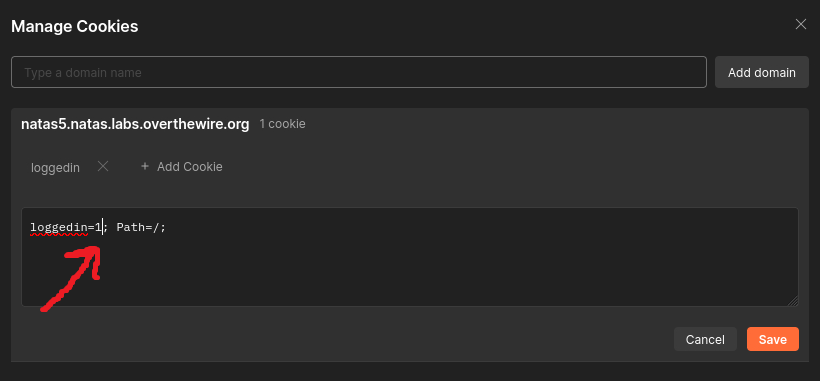 Manage Cookies
Type a domain name
Add domain
natas5.natas.labs.overthewire.org 1 cookie
loggedin + Add Cookie
loggedin=1; Path=/;
Cancel Save